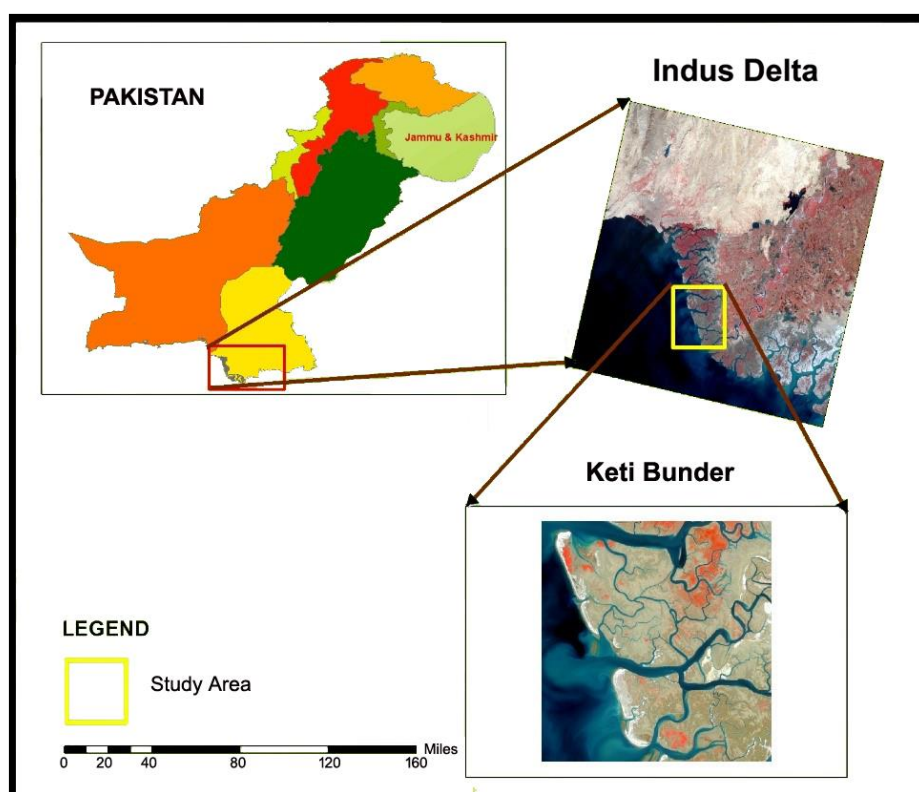 PAKISTAN
Jammu & Kashmir
Indus Delta
Keti Bunder
LEGEND
Study Area
Miles
0 20 40 80 120 160